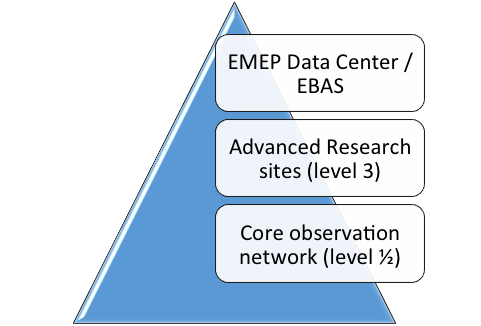 EMEP Data Center /
EBAS
Advanced Research
sites (level 3)
Core observation
network (level ½)